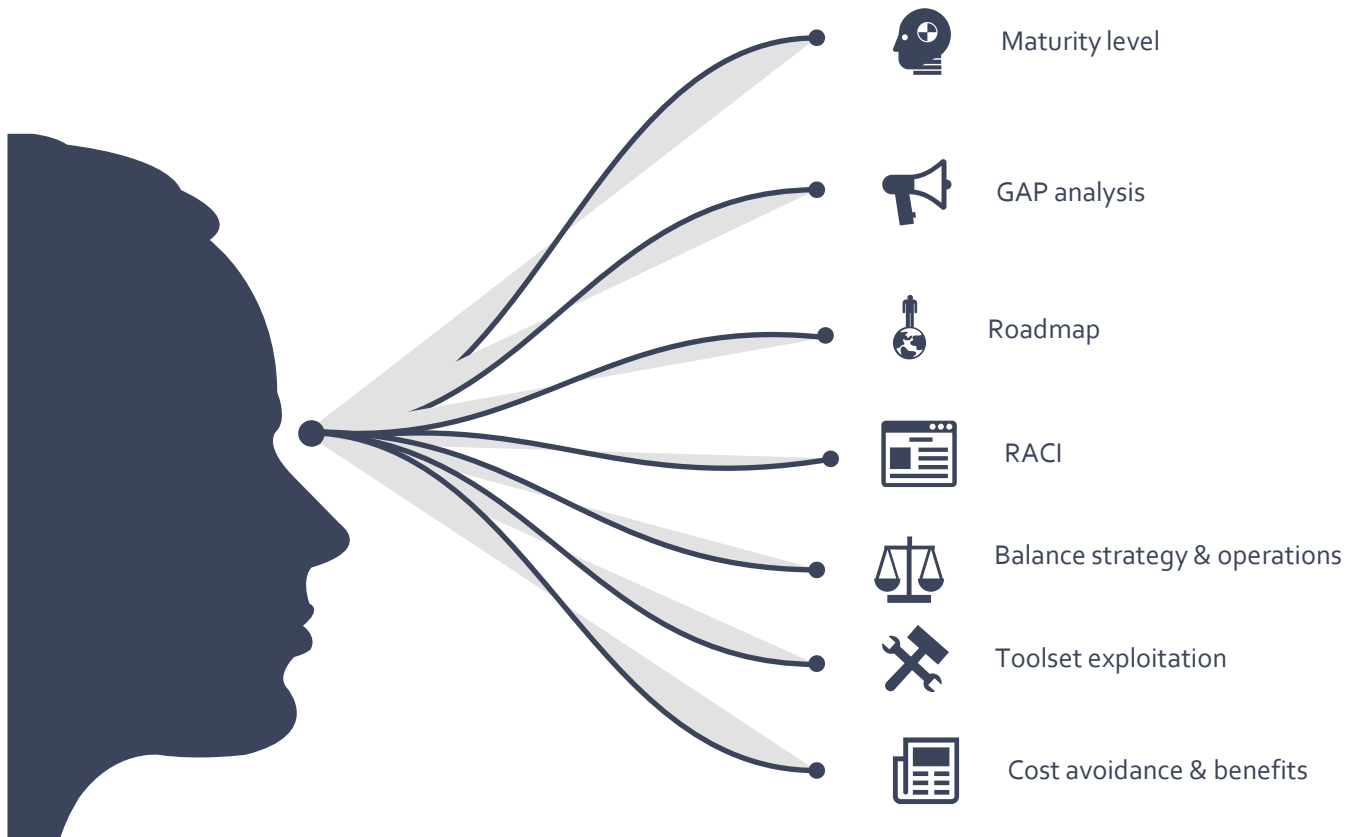 Maturity level
GAP analysis
Roadmap
RACI
Balance strategy & operations
Toolset exploitation
Cost avoidance & benefits